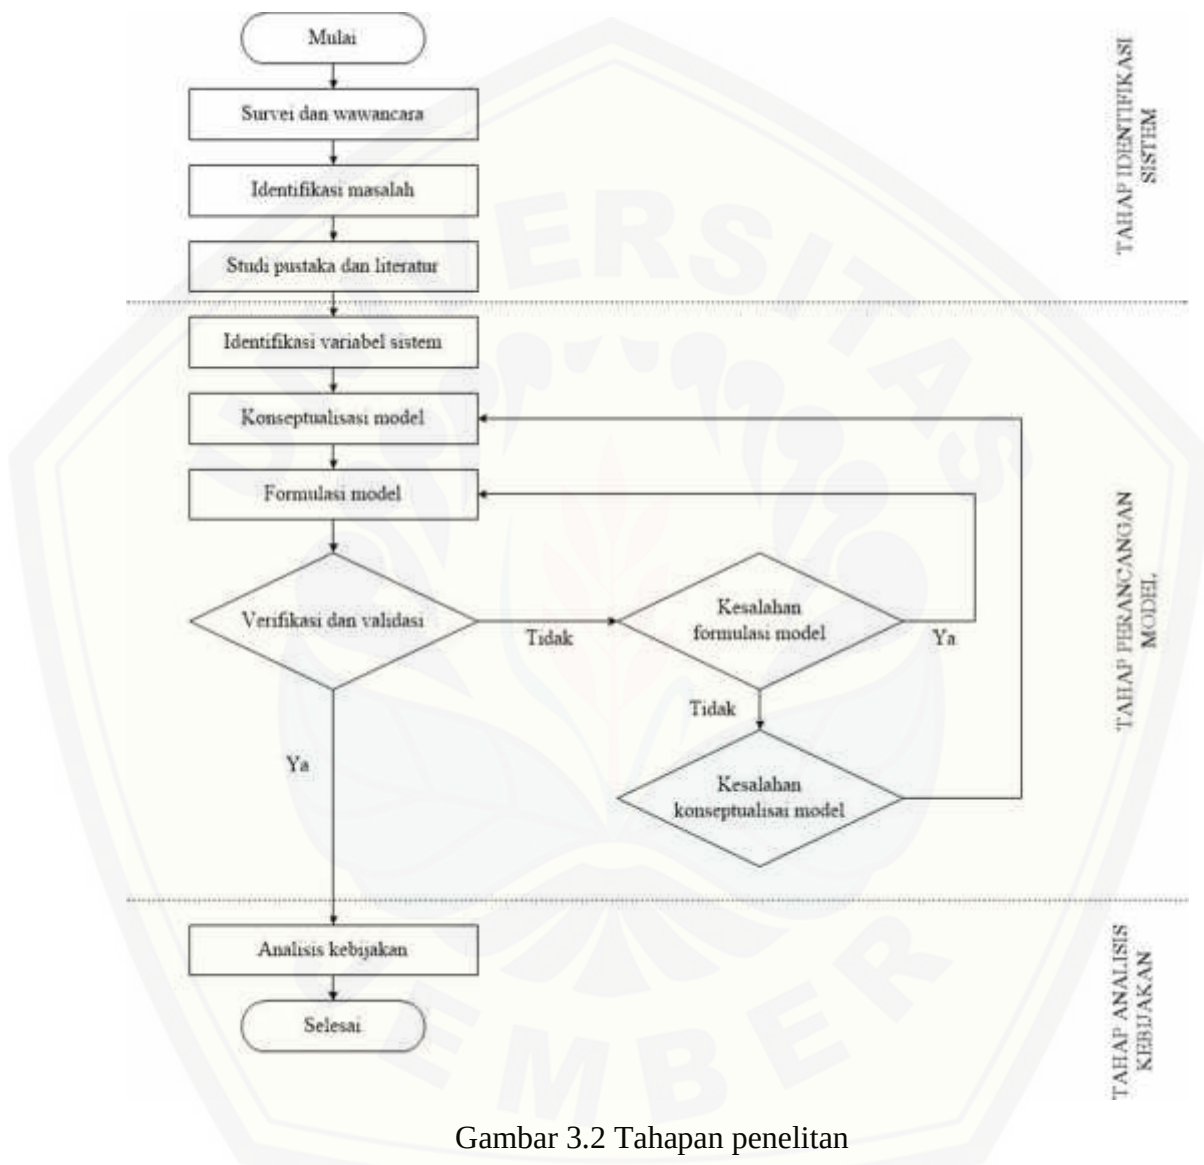 Mulai
Survei dan wawancara
Identifikasi masalah
Studi pustaka dan literatur
TAHAP IDENTIFIKASI
SISTEM
Identifikasi variabel sistem
Konseptualisasi model
Formulasi model
Verifikasi dan validasi
Tidak
Kesalahan
formulasi model
Ya
Tidak
Ya
Kesalahan
konseptualisai model
TAHAP PERANCANGAN
MODEL
Analisis kebijakan
Selesai
TAHAP ANALISIS
KEBIJAKAN
UNIVERSITAS
JEMBER
Gambar 3.2 Tahapan penelitan